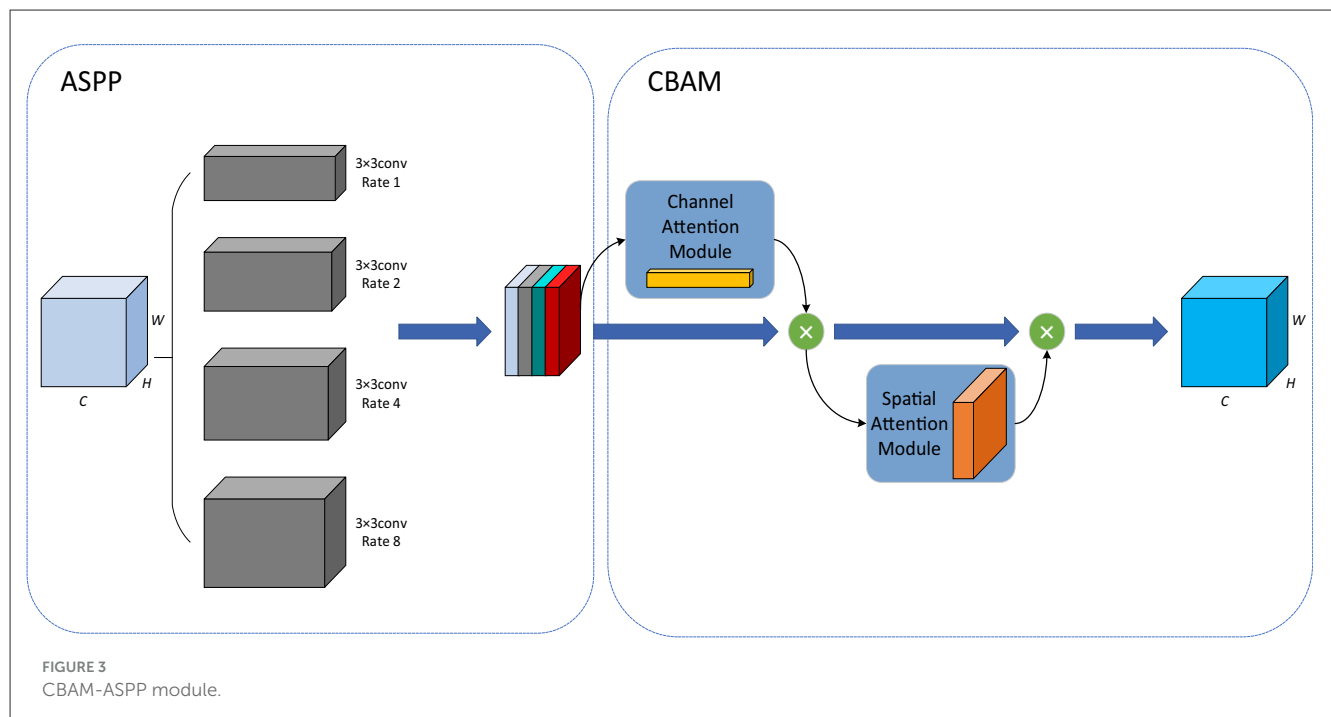 ASPP
CBAM
3×3conv
Rate 1
3×3conv
Rate 2
3×3conv
Rate 4
3×3conv
Rate 8
W
H
C
Channel
Attention
Module
×
×
Spatial
Attention
Module
W
H
C
FIGURE 3
CBAM-ASPP module.